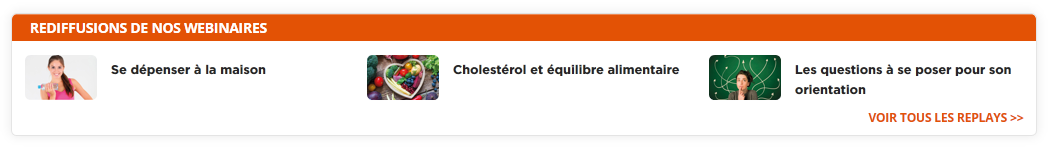 REDIFFUSIONS DE NOS WEBINAIRES
Se dépenser à la maison
Cholestérol et équilibre alimentaire
Les questions à se poser pour son
orientation
VOIR TOUS LES REPLAYS >>